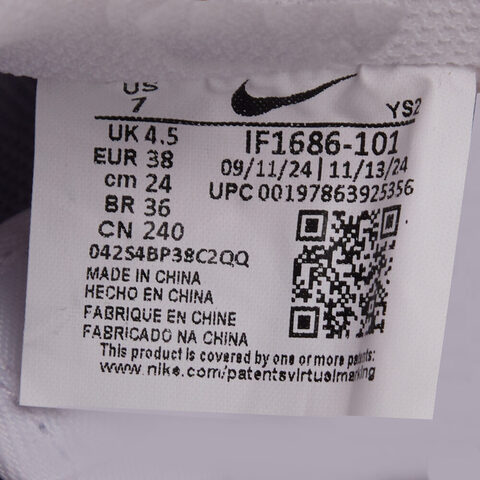 US
7
UK 4.5
EUR 38
cm 24
BR 36
CN 240
YS2
IF1686-101
09/11/24 | 11/13/24
UPC 00197863925356
042S4BP38C2QQ
MADE IN CHINA
HECHO EN CHINA
FABRIQUE EN CHINE
FABRICADO NA CHINA
This product is covered by one or more patents:
www.nike.com/patentsvirtualmarking